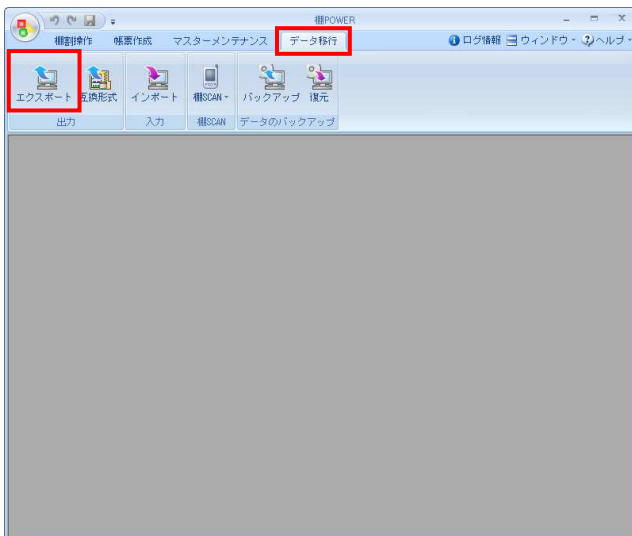 棚POWER
棚割操作 帳票作成 マスターメンテナンス データ移行 ログ情報 ウィンドウ ヘルプ
エクスポート 互換形式 インポート 棚SCAN バックアップ 復元
出力 入力 棚SCAN データのバックアップ